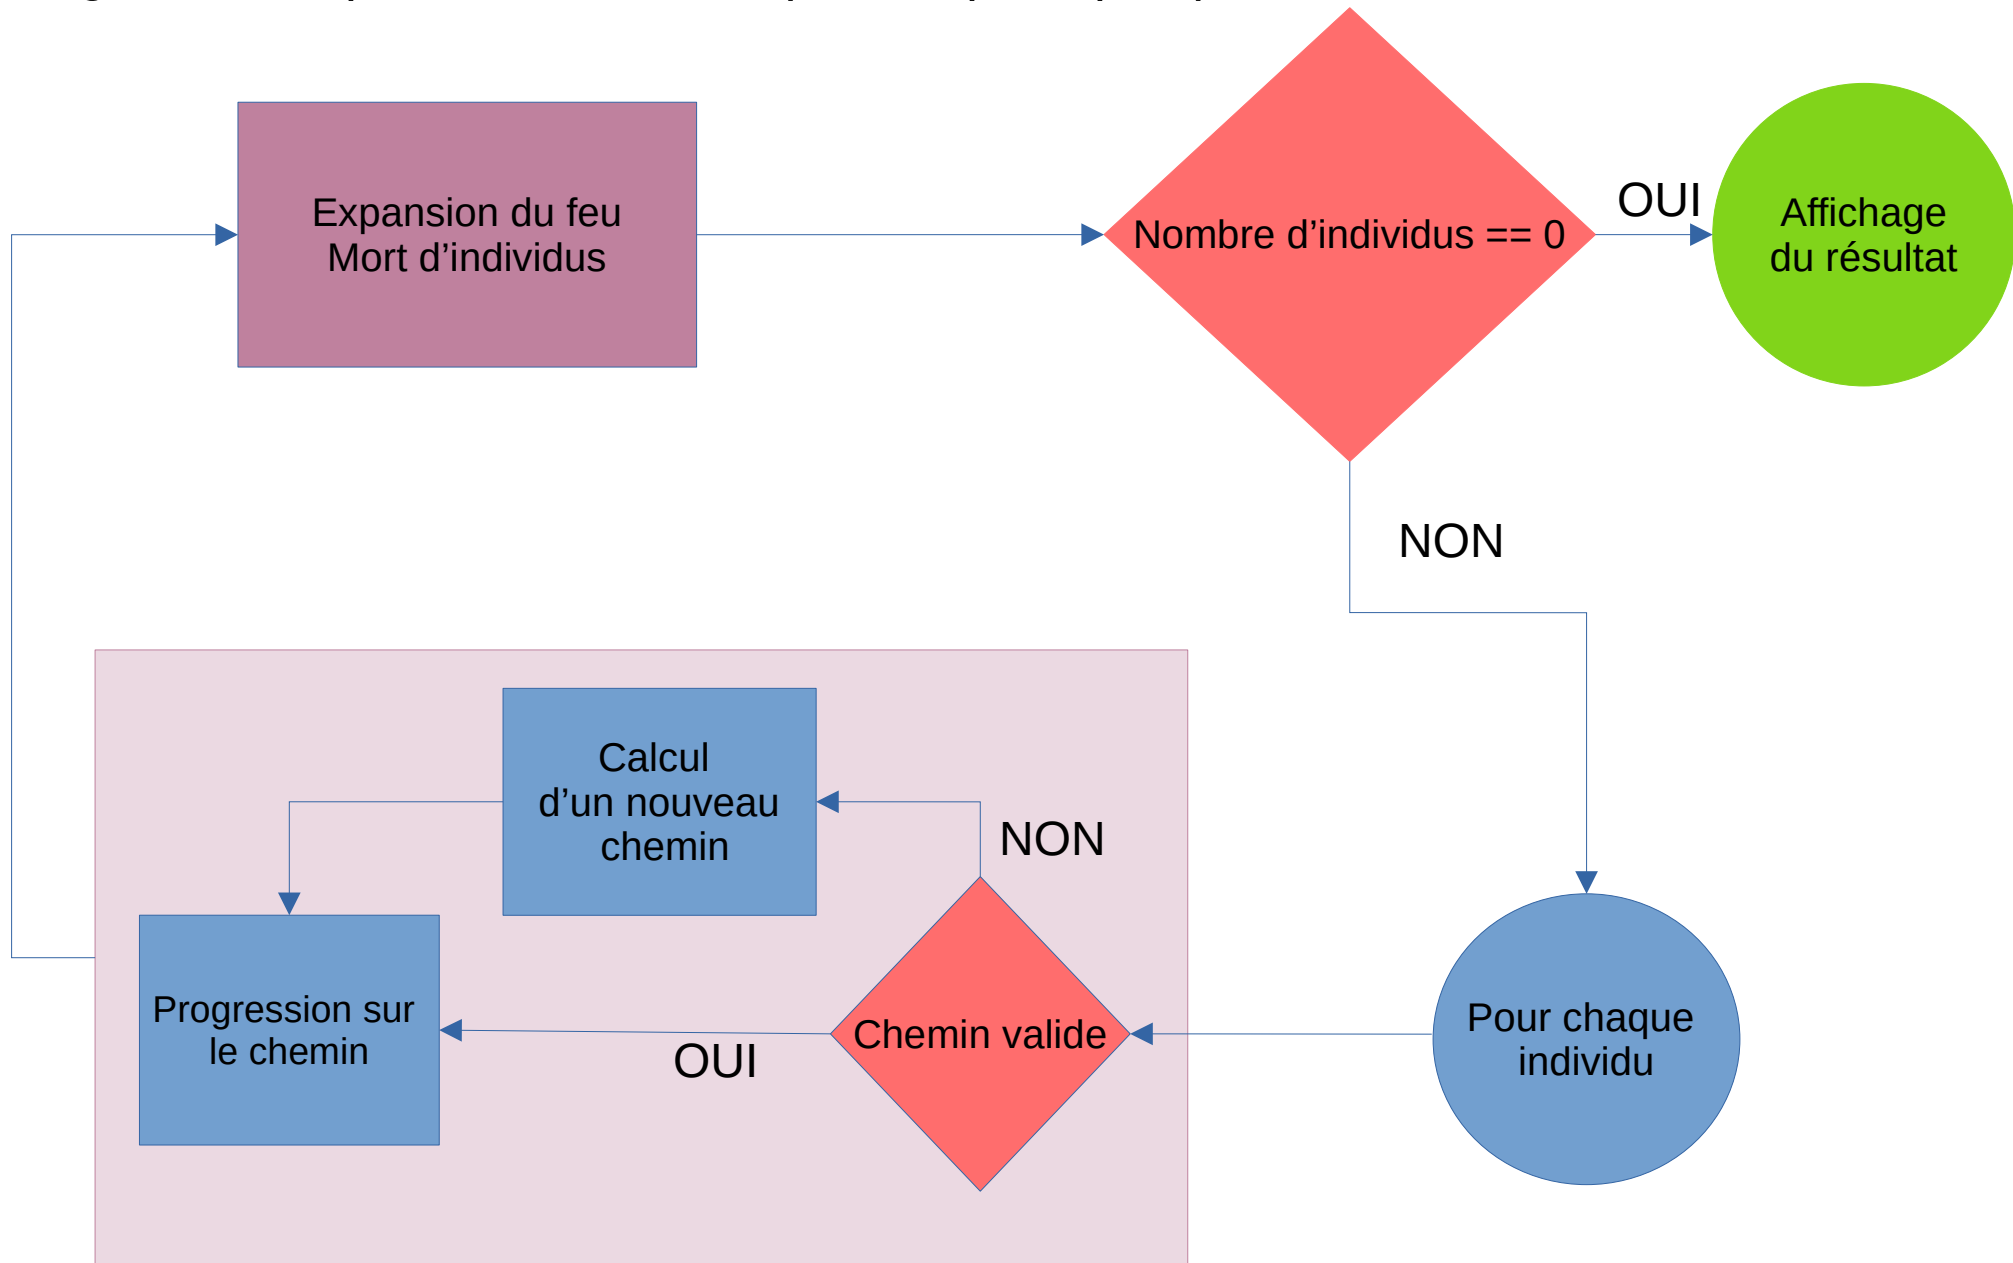 Expansion du feu
Mort d’individus
Nombre d’individus == 0
OUI
Affichage
du résultat
NON
Calcul
d’un nouveau
chemin
NON
Progression sur
le chemin
OUI
Chemin valide
Pour chaque
individu